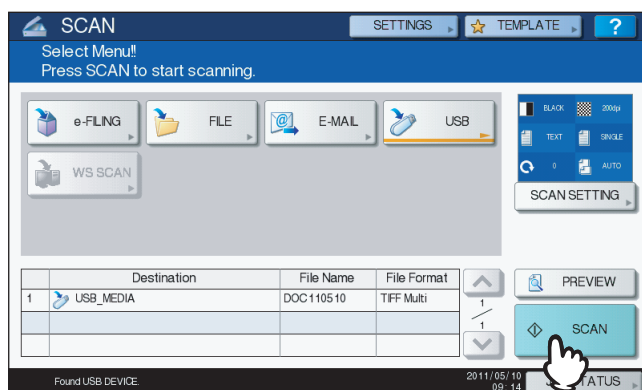 SCAN
SETTINGS
TEMPLATE
?
Select Menu!!
Press SCAN to start scanning.
e-FILING
FILE
E-MAIL
USB
WS SCAN
BLACK
200dpi
TEXT
SINGLE
0
AUTO
SCAN SETTING
Destination File Name File Format
1 USB_MEDIA DOC110510 TIFF Multi
1
1
PREVIEW
SCAN
Found USB DEVICE.
2011/05/10
09:14
TATUS